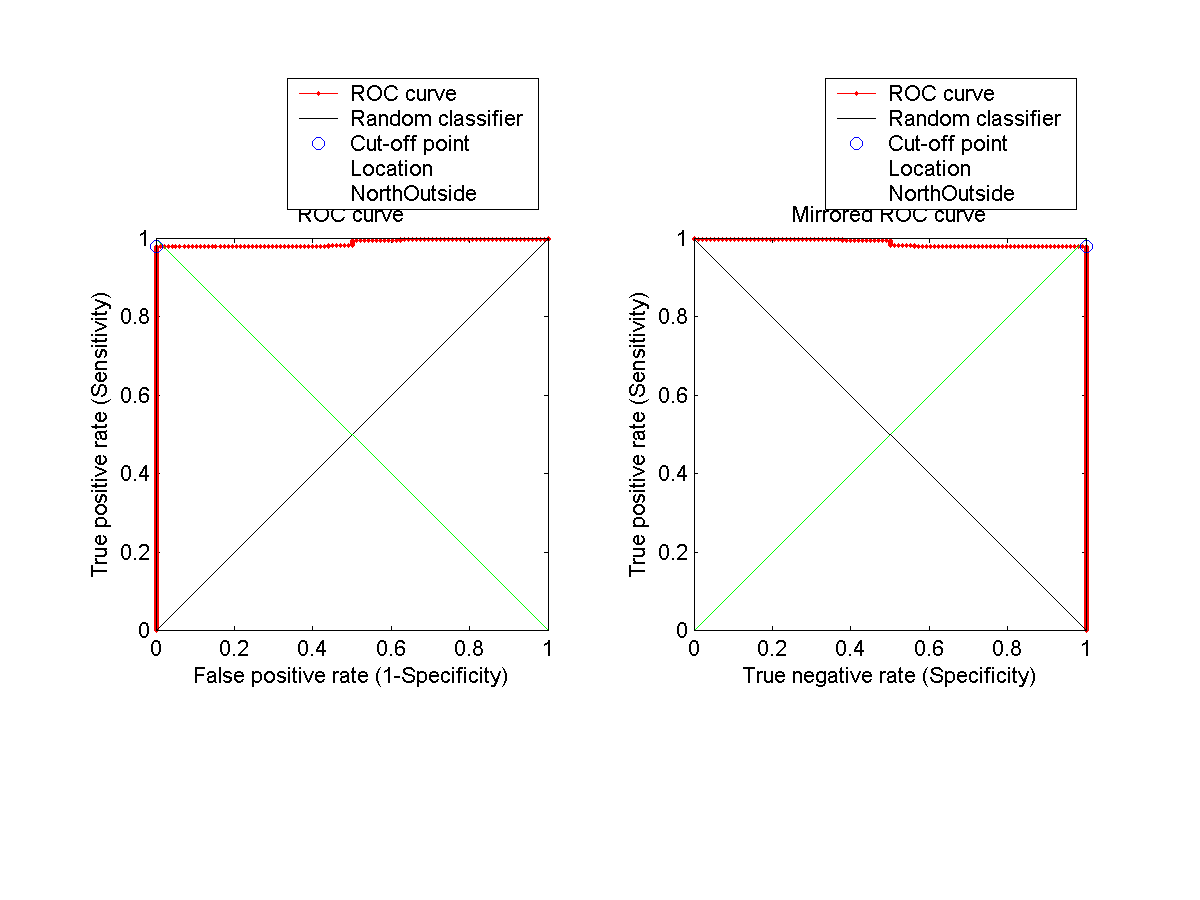 ROC curve
Random classifier
Cut-off point
Location
NorthOutside
ROC curve
1
0.8
0.6
0.4
0.2
0
True positive rate (Sensitivity)
0 0.2 0.4 0.6 0.8 1
False positive rate (1-Specificity)
ROC curve
Random classifier
Cut-off point
Location
NorthOutside
Mirrored ROC curve
1
0.8
0.6
0.4
0.2
0
True positive rate (Sensitivity)
0 0.2 0.4 0.6 0.8 1
True negative rate (Specificity)